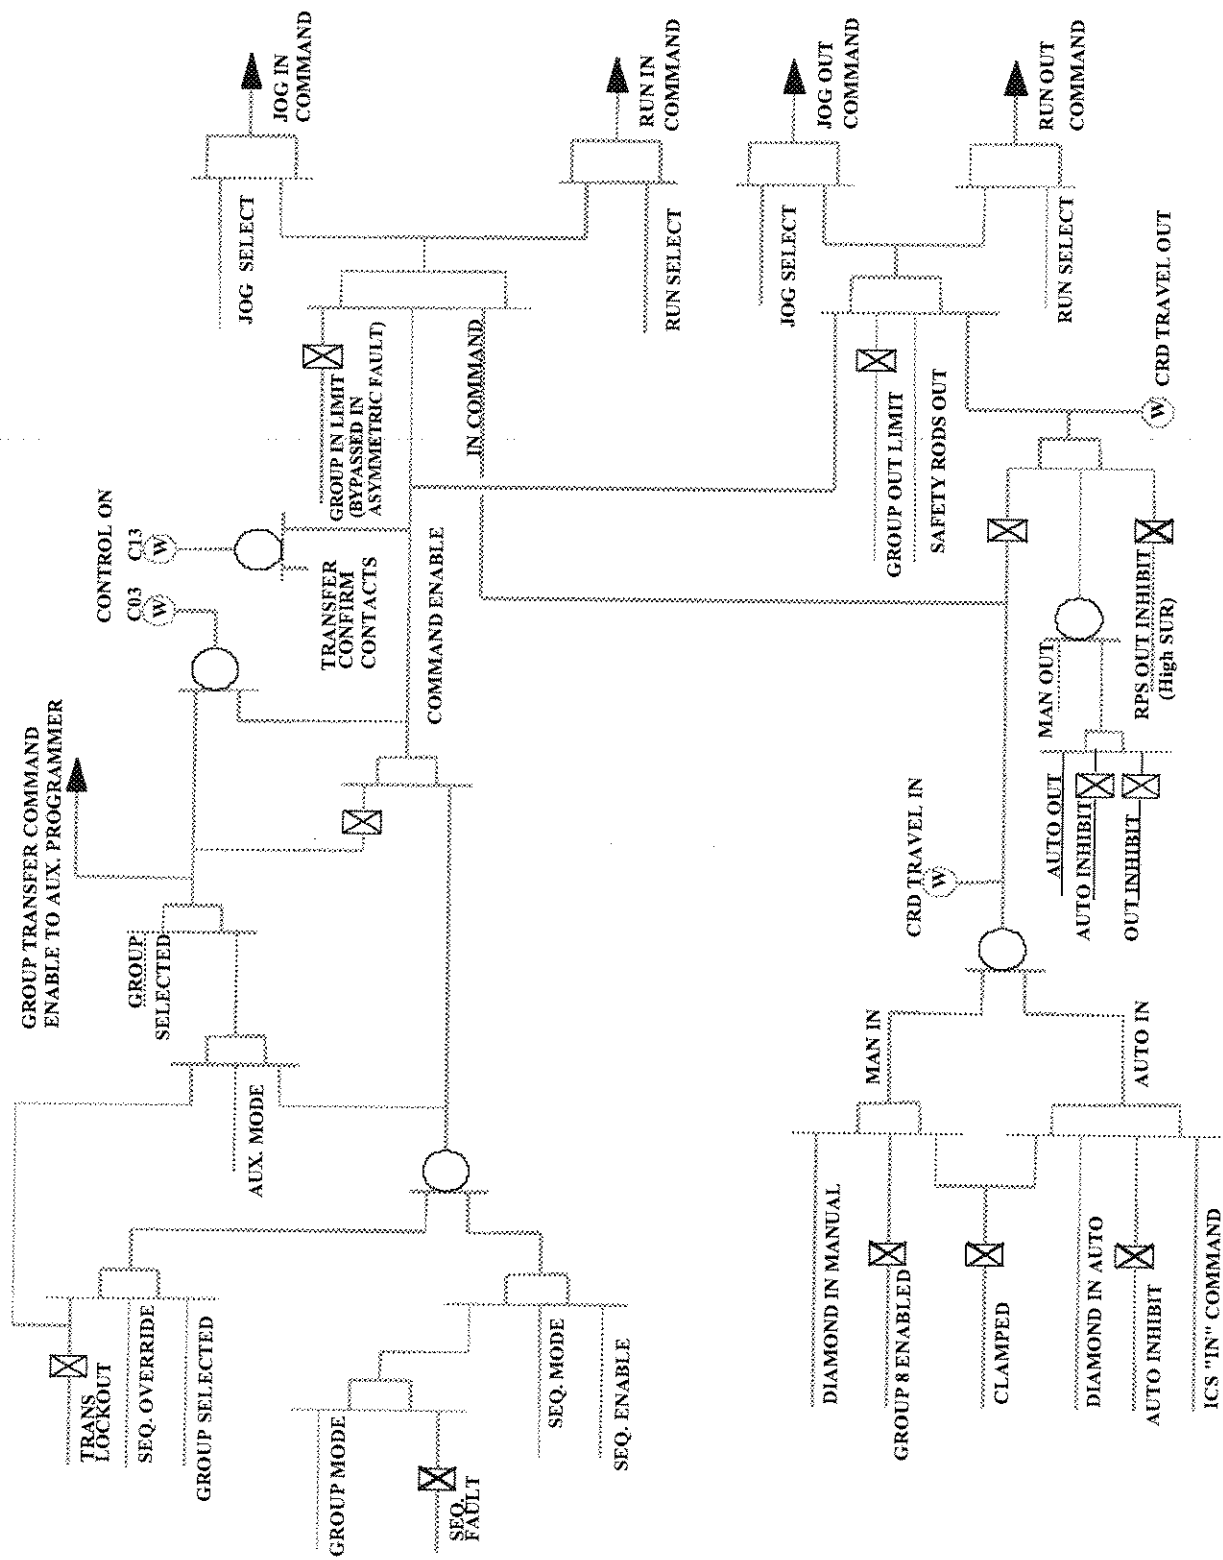 GROUP TRANSFER COMMAND
ENABLE TO AUX. PROGRAMMER
CONTROL ON
C03
C13
W
W
JOG IN
COMMAND
JOG SELECT
TRANS
LOCKOUT
SEQ. OVERRIDE
GROUP SELECTED
AUX. MODE
GROUP
SELECTED
TRANSFER
CONFIRM
CONTACTS
GROUP IN LIMIT
(BYPASSED IN
ASYMMETRIC FAULT)
COMMAND ENABLE
IN COMMAND
GROUP MODE
SEQ.
FAULT
SEQ. MODE
SEQ. ENABLE
RUN IN
COMMAND
RUN SELECT
JOG OUT
COMMAND
JOG SELECT
GROUP OUT LIMIT
SAFETY RODS OUT
RUN OUT
COMMAND
RUN SELECT
W
CRD TRAVEL OUT
CRD TRAVEL IN
W
MAN OUT
RPS OUT INHIBIT
(High SUR)
AUTO OUT
AUTO INHIBIT
OUT INHIBIT
MAN IN
AUTO IN
DIAMOND IN MANUAL
GROUP 8 ENABLED
CLAMPED
DIAMOND IN AUTO
AUTO INHIBIT
ICS "IN" COMMAND